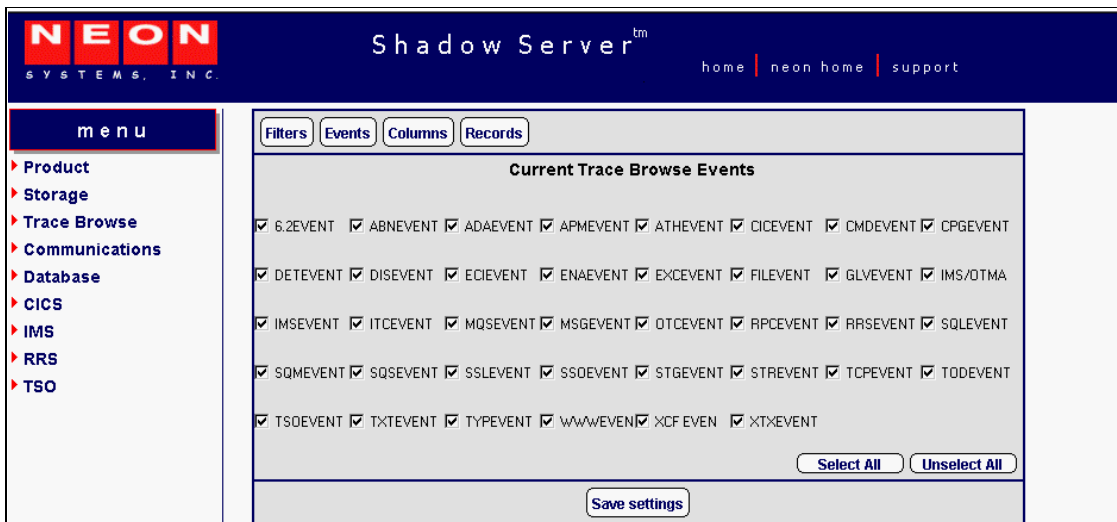 NEON
SYSTEMS, INC.
Shadow Server™
home | neon home | support
menu
Product
Storage
Trace Browse
Communications
Database
CICS
IMS
RRS
TSO
Filters Events Columns Records
Current Trace Browse Events
6.2EVENT ABNEVENT ADAEVENT APMEVENT ATHEVENT CICEVENT CMDEVENT CPGEVENT
DETEVENT DISEVENT ECIEVENT ENAEVENT EXCEVENT FILEVENT GLVEVENT IMS/OTMA
IMSEVENT ITCEVENT MQSEVENT MSGEVENT OTCEVENT RPCEVENT RRSEVENT SQLEVENT
SQMEVENT SQSEVENT SSLEVENT SSOEVENT STGEVENT STREVENT TCPEVENT TODEVENT
TSOEVENT TXTEVENT TYPEVENT WWWEVEN XCF EVEN XTXEVENT
Select All Unselect All
Save settings